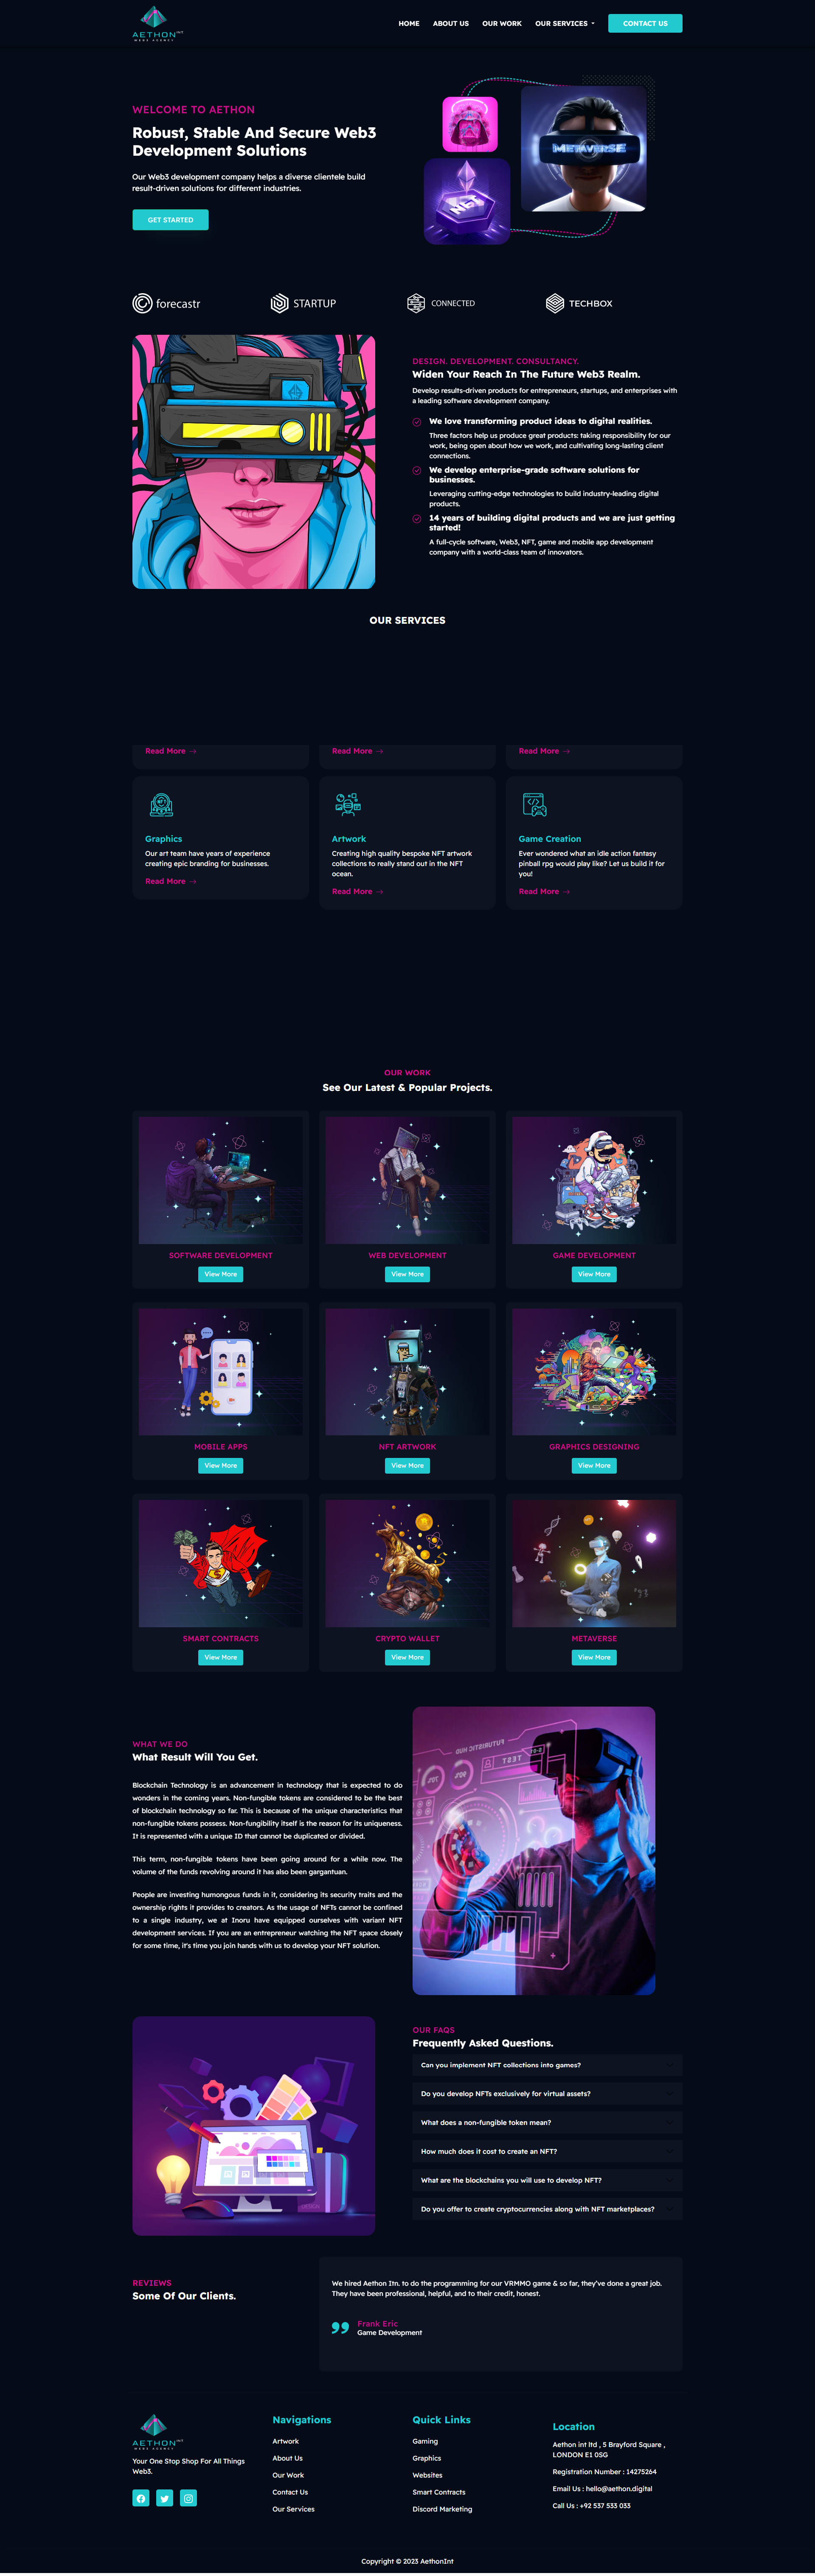 AETHON INT
WEB3 AGENCY
HOME
ABOUT US
OUR WORK
OUR SERVICES
CONTACT US
WELCOME TO AETHON
Robust, Stable And Secure Web3
Development Solutions
Our Web3 development company helps a diverse clientele build
result-driven solutions for different industries.
GET STARTED
METAVERSE
NFT
forecastr
STARTUP
CONNECTED
TECHBOX
DESIGN. DEVELOPMENT. CONSULTANCY.
Widen Your Reach In The Future Web3 Realm.
Develop results-driven products for entrepreneurs, startups, and enterprises with
a leading software development company.
We love transforming product ideas to digital realities.
Three factors help us produce great products: taking responsibility for our
work, being open about how we work, and cultivating long-lasting client
connections.
We develop enterprise-grade software solutions for
businesses.
Leveraging cutting-edge technologies to build industry-leading digital
products.
14 years of building digital products and we are just getting
started!
A full-cycle software, Web3, NFT, game and mobile app development
company with a world-class team of innovators.
OUR SERVICES
Read More →
Read More →
Read More →
Graphics
Our art team have years of experience
creating epic branding for businesses.
Read More →
Artwork
Creating high quality bespoke NFT artwork
collections to really stand out in the NFT
ocean.
Read More →
Game Creation
Ever wondered what an idle action fantasy
pinball rpg would play like? Let us build it for
you!
Read More →
OUR WORK
See Our Latest & Popular Projects.
SOFTWARE DEVELOPMENT
View More
WEB DEVELOPMENT
View More
GAME DEVELOPMENT
View More
MOBILE APPS
View More
NFT ARTWORK
View More
GRAPHICS DESIGNING
View More
SMART CONTRACTS
View More
CRYPTO WALLET
View More
METAVERSE
View More
WHAT WE DO
What Result Will You Get.
Blockchain Technology is an advancement in technology that is expected to do
wonders in the coming years. Non-fungible tokens are considered to be the best
of blockchain technology so far. This is because of the unique characteristics that
non-fungible tokens possess. Non-fungibility itself is the reason for its uniqueness.
It is represented with a unique ID that cannot be duplicated or divided.
This term, non-fungible tokens have been going around for a while now. The
volume of the funds revolving around it has also been gargantuan.
People are investing humongous funds in it, considering its security traits and the
ownership rights it provides to creators. As the usage of NFTs cannot be confined
to a single industry, we at Inoru have equipped ourselves with variant NFT
development services. If you are an entrepreneur watching the NFT space closely
for some time, it's time you join hands with us to develop your NFT solution.
OUR FAQS
Frequently Asked Questions.
Can you implement NFT collections into games?
Do you develop NFTs exclusively for virtual assets?
What does a non-fungible token mean?
How much does it cost to create an NFT?
What are the blockchains you will use to develop NFT?
Do you offer to create cryptocurrencies along with NFT marketplaces?
REVIEWS
Some Of Our Clients.
We hired Aethon Itn. to do the programming for our VRMMO game & so far, they've done a great job.
They have been professional, helpful, and to their credit, honest.
Frank Eric
Game Development
AETHON INT
WEB3 AGENCY
Your One Stop Shop For All Things
Web3.
Navigations
Artwork
About Us
Our Work
Contact Us
Our Services
Quick Links
Gaming
Graphics
Websites
Smart Contracts
Discord Marketing
Location
Aethon int ltd , 5 Brayford Square ,
LONDON E1 0SG
Registration Number : 14275264
Email Us : hello@aethon.digital
Call Us : +92 537 533 033
Copyright © 2023 AethonInt